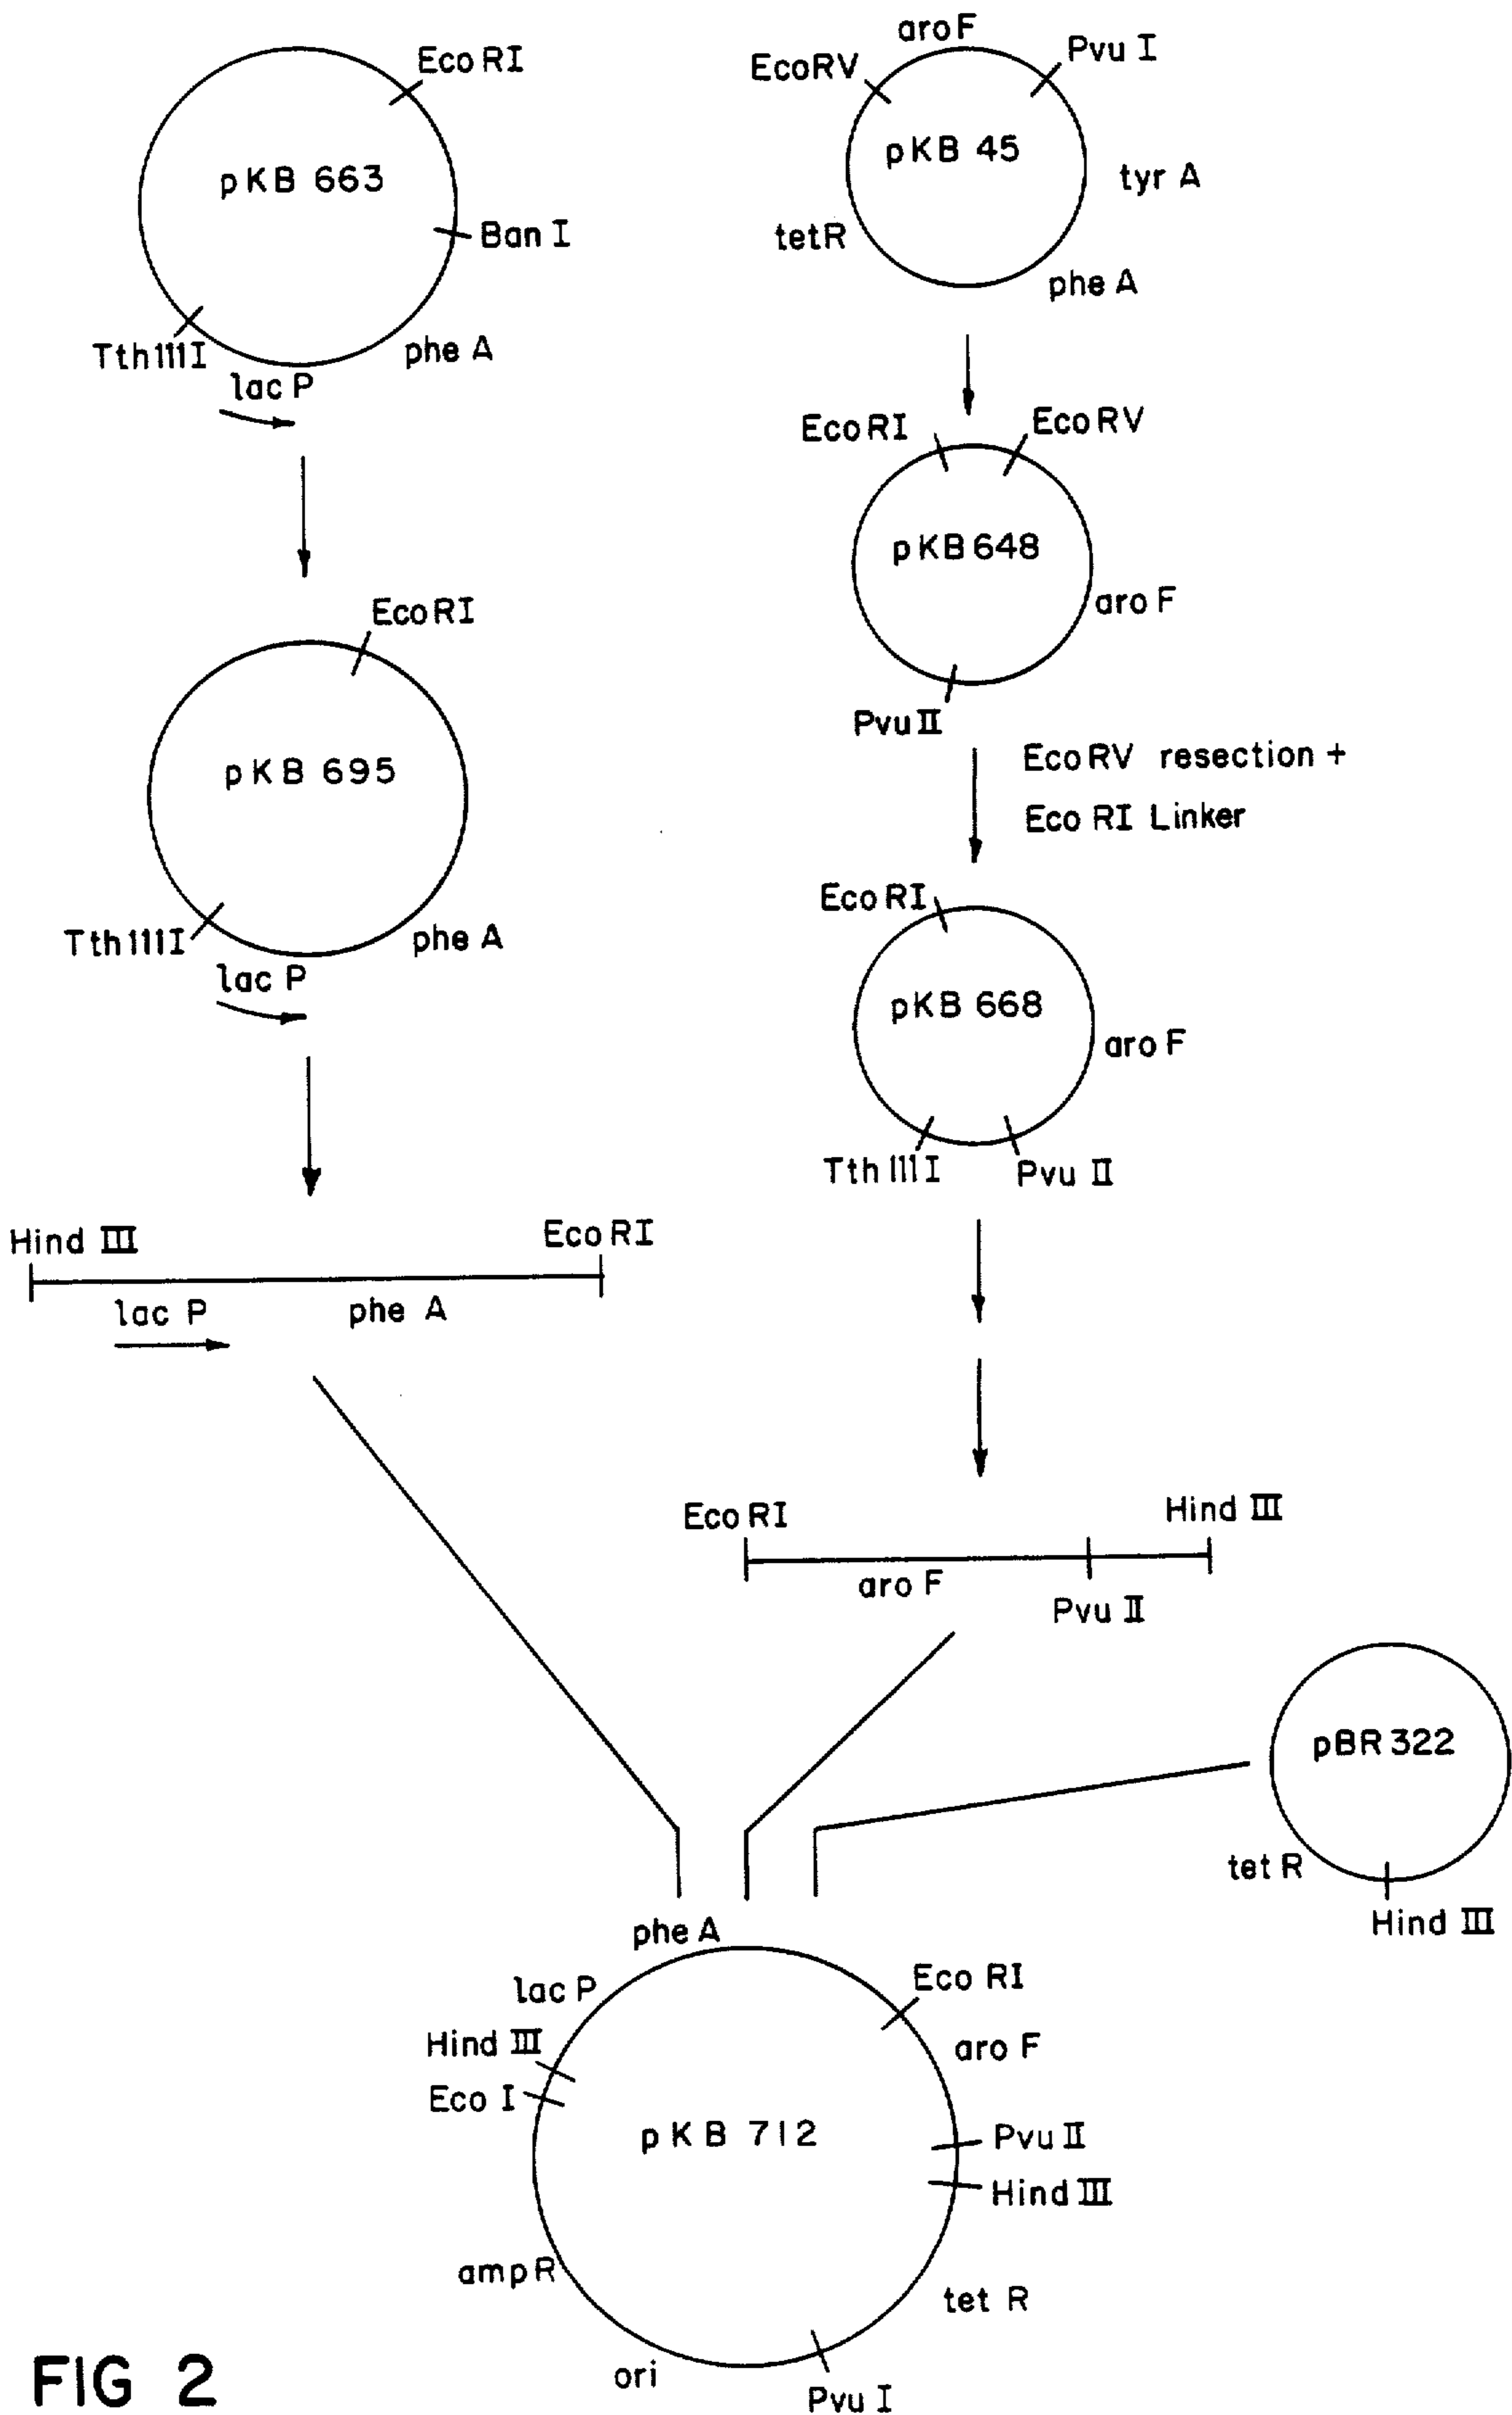 Eco RI
pKB 663
Ban I
Tth111I
phe A
lac P
aro F
EcoRV
Pvu I
pKB 45
tyr A
tetR
phe A
EcoRI
pKB 695
Tth111I
phe A
lac P
Eco RI
Eco RV
pKB 648
aro F
Pvu II
Eco RV resection +
Eco RI Linker
Eco RI
pKB 668
aro F
Tth 111 I
Pvu II
Hind III
Eco RI
lac P
phe A
Eco RI
Hind III
aro F
Pvu II
pBR 322
tet R
Hind III
phe A
lac P
Eco RI
Hind III
aro F
Eco I
pKB 712
Pvu II
Hind III
amp R
tet R
ori
Pvu I
FIG 2